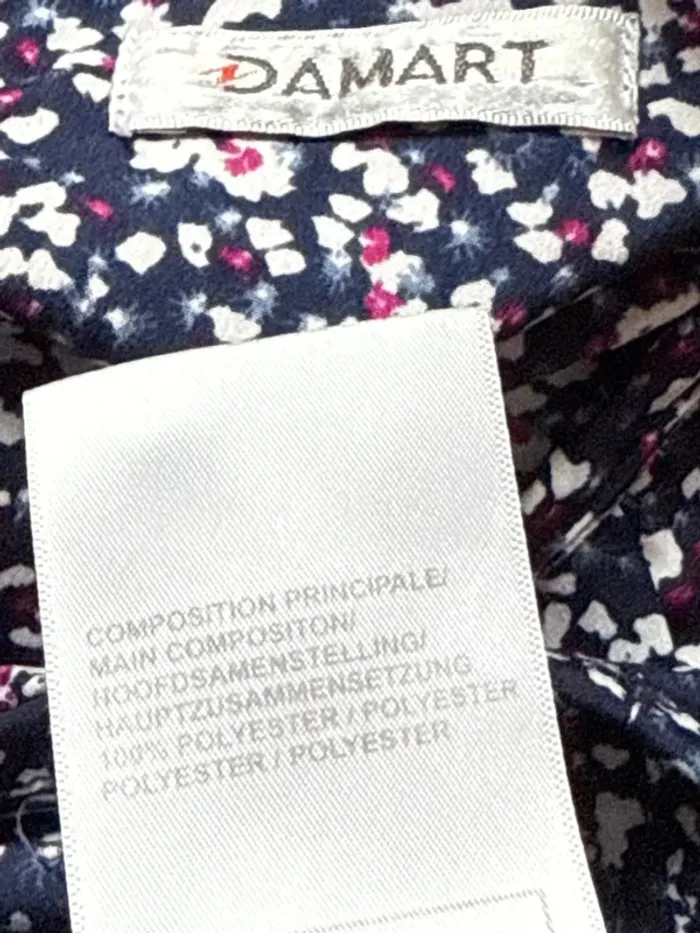 DAMART
COMPOSITION PRINCIPALE/
MAIN COMPOSITON/
HOOFDSAMENSTELLING/
HAUPTZUSAMMENSETZUNG
100% POLYESTER / POLYESTER
POLYESTER / POLYESTER